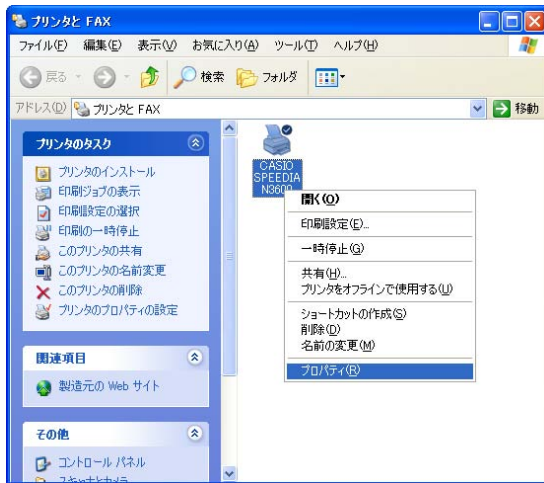 プリンタと FAX
ファイル(F) 編集(E) 表示(V) お気に入り(A) ツール(T) ヘルプ(H)
戻る 検索 フォルダ
アドレス(D) プリンタと FAX 移動
プリンタのタスク
プリンタのインストール
印刷ジョブの表示
印刷設定の選択
印刷の一時停止
このプリンタの共有
このプリンタの名前変更
このプリンタの削除
プリンタのプロパティの設定
関連項目
製造元の Web サイト
その他
コントロール パネル
スキャナとカメラ
CASIO
SPEEDIA
N3600
開く(O)
印刷設定(E)...
一時停止(G)
共有(H)...
プリンタをオフラインで使用する(U)
ショートカットの作成(S)
削除(D)
名前の変更(M)
プロパティ(R)